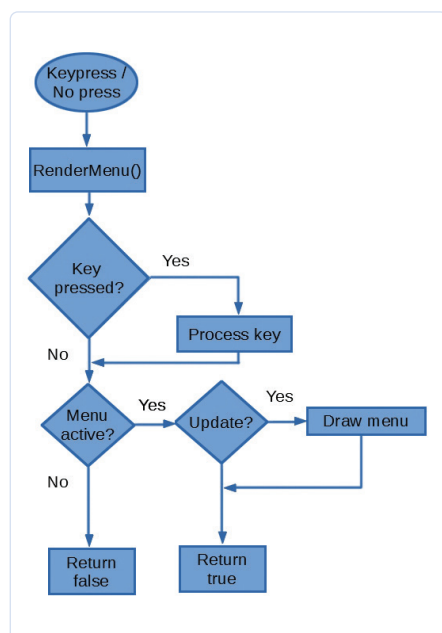 Keypress /
No press
RenderMenu()
Key
pressed?
Yes
Process key
No
Menu
active?
Yes
Update?
Yes
Draw menu
No
Return
false
Return
true